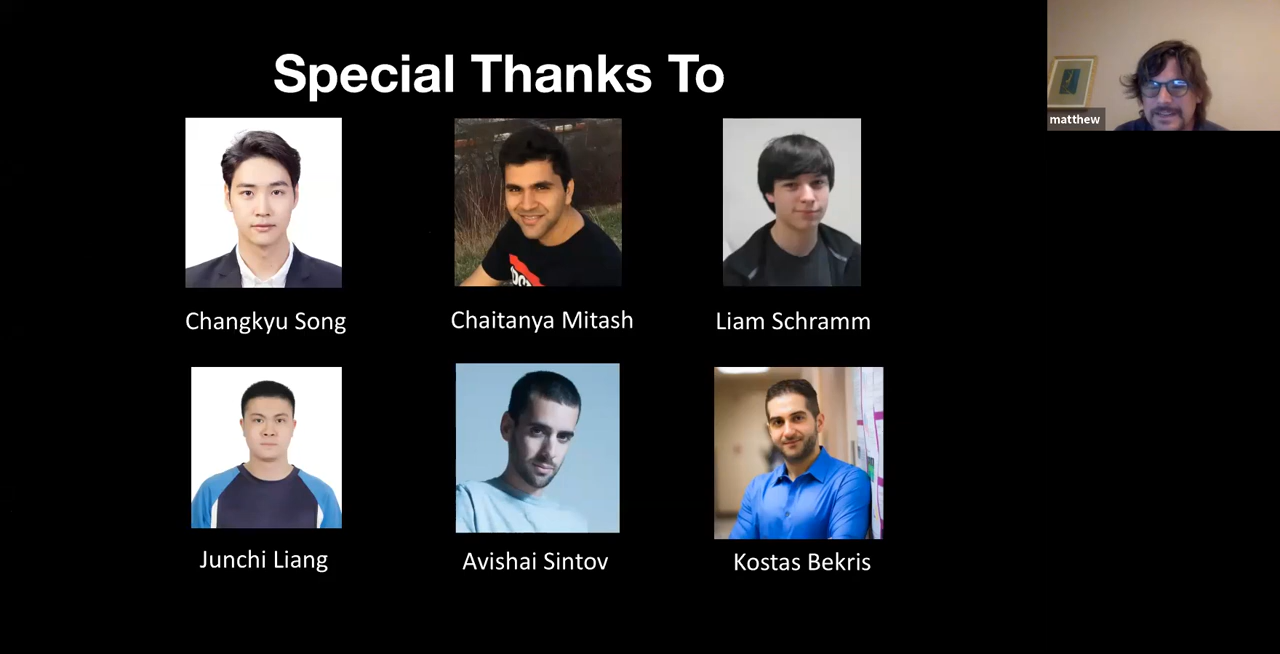 Special Thanks To
matthew
Changkyu Song
Chaitanya Mitash
Liam Schramm
Junchi Liang
Avishai Sintov
Kostas Bekris